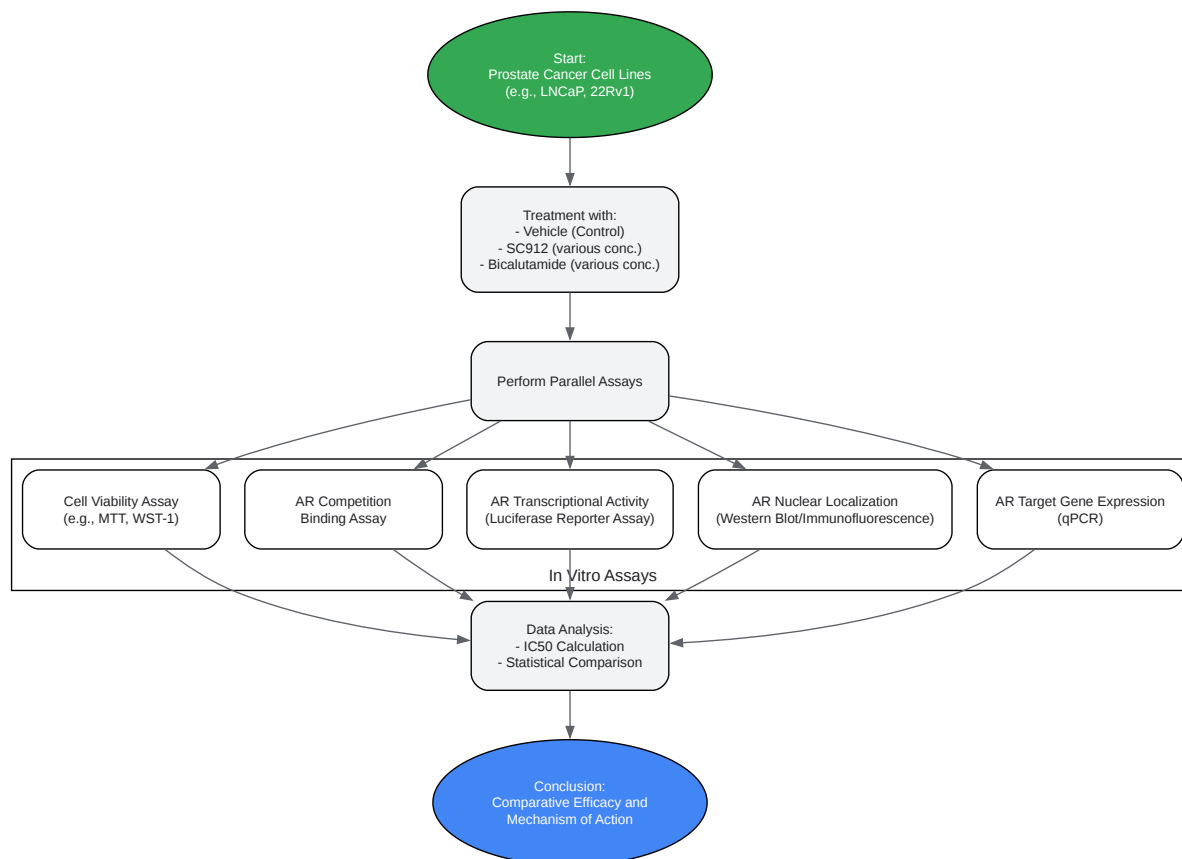 Start:
Prostate Cancer Cell Lines
(e.g., LNCaP, 22Rv1)
Treatment with:
- Vehicle (Control)
- SC912 (various conc.)
- Bicalutamide (various conc.)
Perform Parallel Assays
Cell Viability Assay
(e.g., MTT, WST-1)
AR Competition
Binding Assay
AR Transcriptional Activity
(Luciferase Reporter Assay)
AR Nuclear Localization
(Western Blot/Immunofluorescence)
AR Target Gene Expression
(qPCR)
In Vitro Assays
Data Analysis:
- IC50 Calculation
- Statistical Comparison
Conclusion:
Comparative Efficacy and
Mechanism of Action